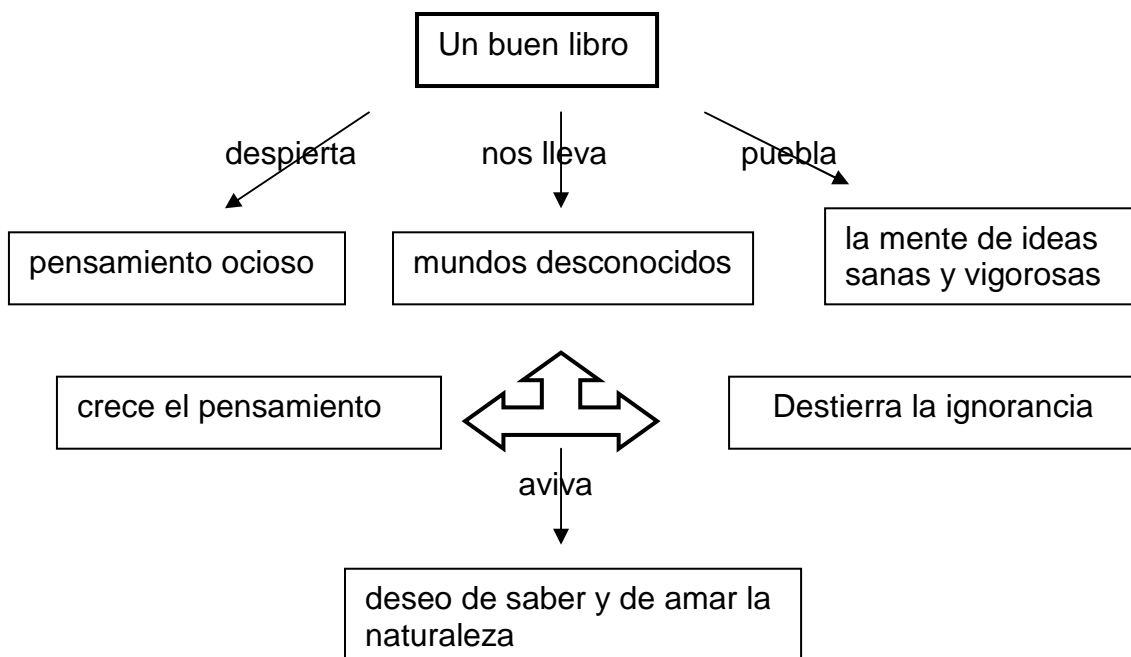 Un buen libro
despierta
nos lleva
puebla
pensamiento ocioso
mundos desconocidos
la mente de ideas
sanas y vigorosas
crece el pensamiento
Destierra la ignorancia
aviva
deseo de saber y de amar la
naturaleza